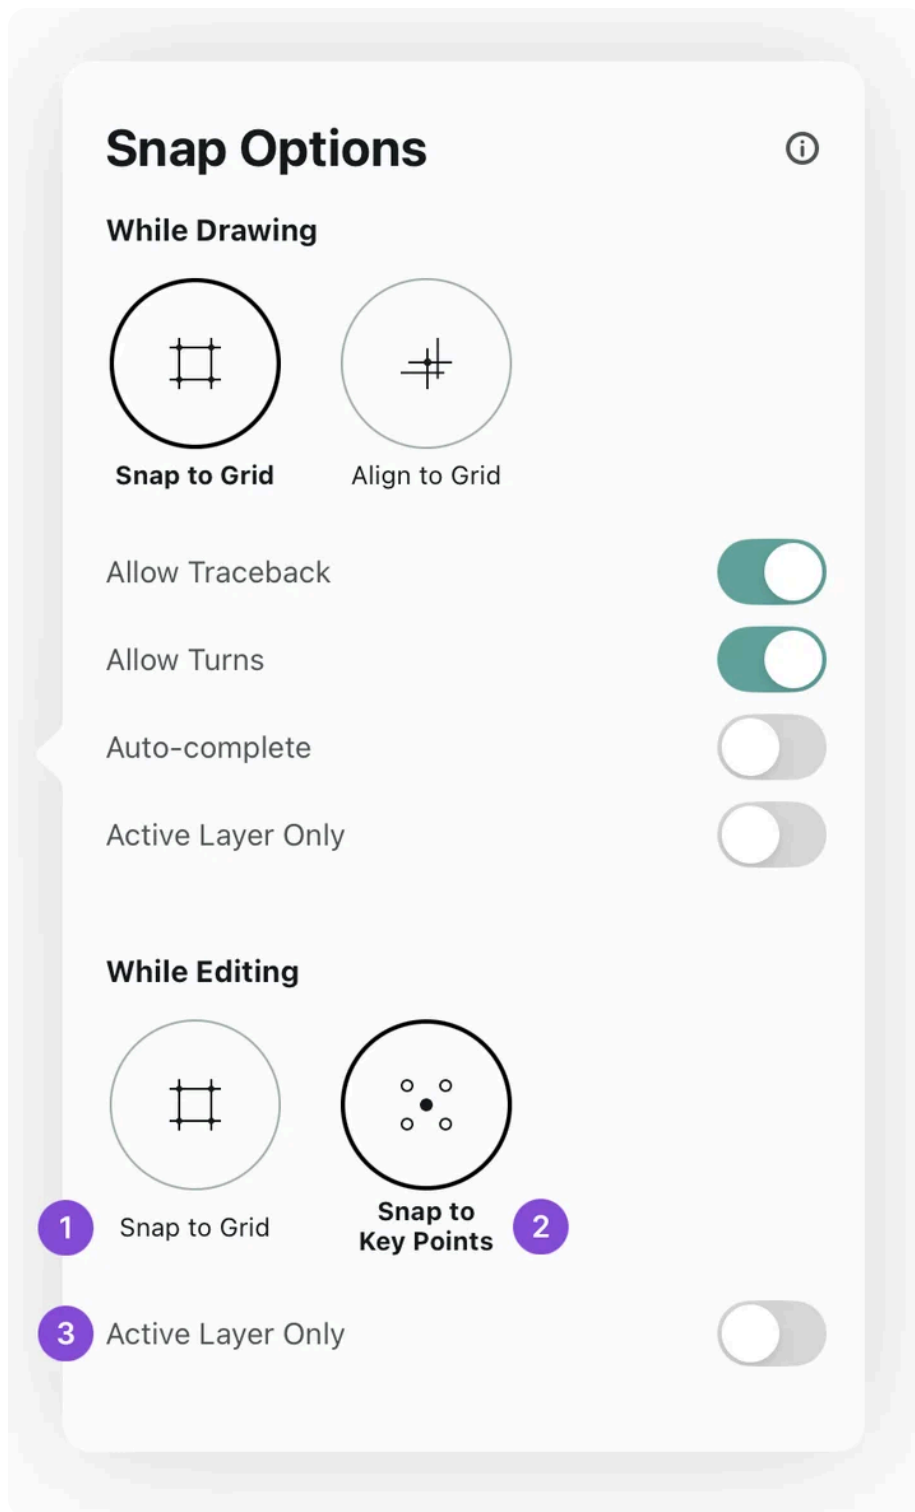 Snap Options
While Drawing
Snap to Grid
Align to Grid
Allow Traceback
Allow Turns
Auto-complete
Active Layer Only
While Editing
1
Snap to Grid
Snap to
Key Points
2
3
Active Layer Only